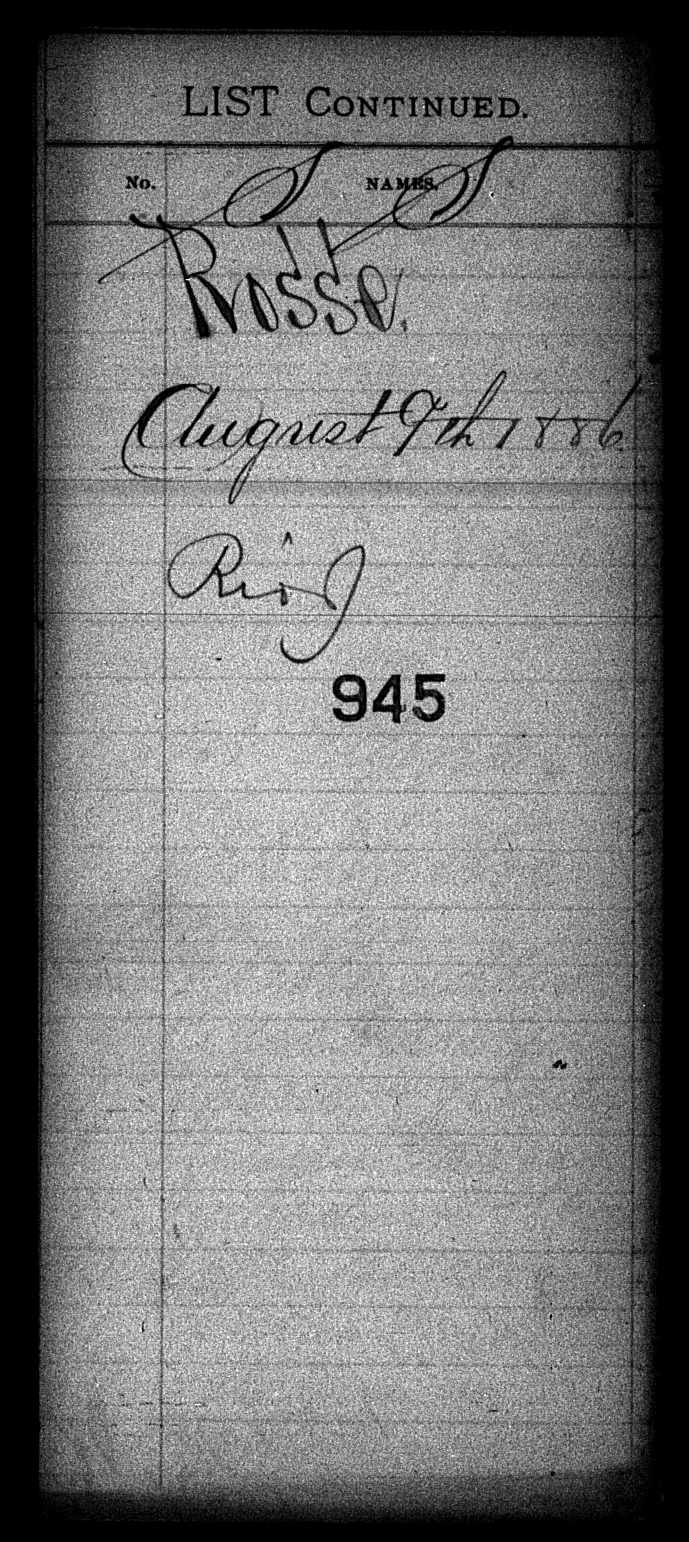 LIST CONTINUED.
No. NAMES.
S S
Rosse.
August 9th 1886.
945